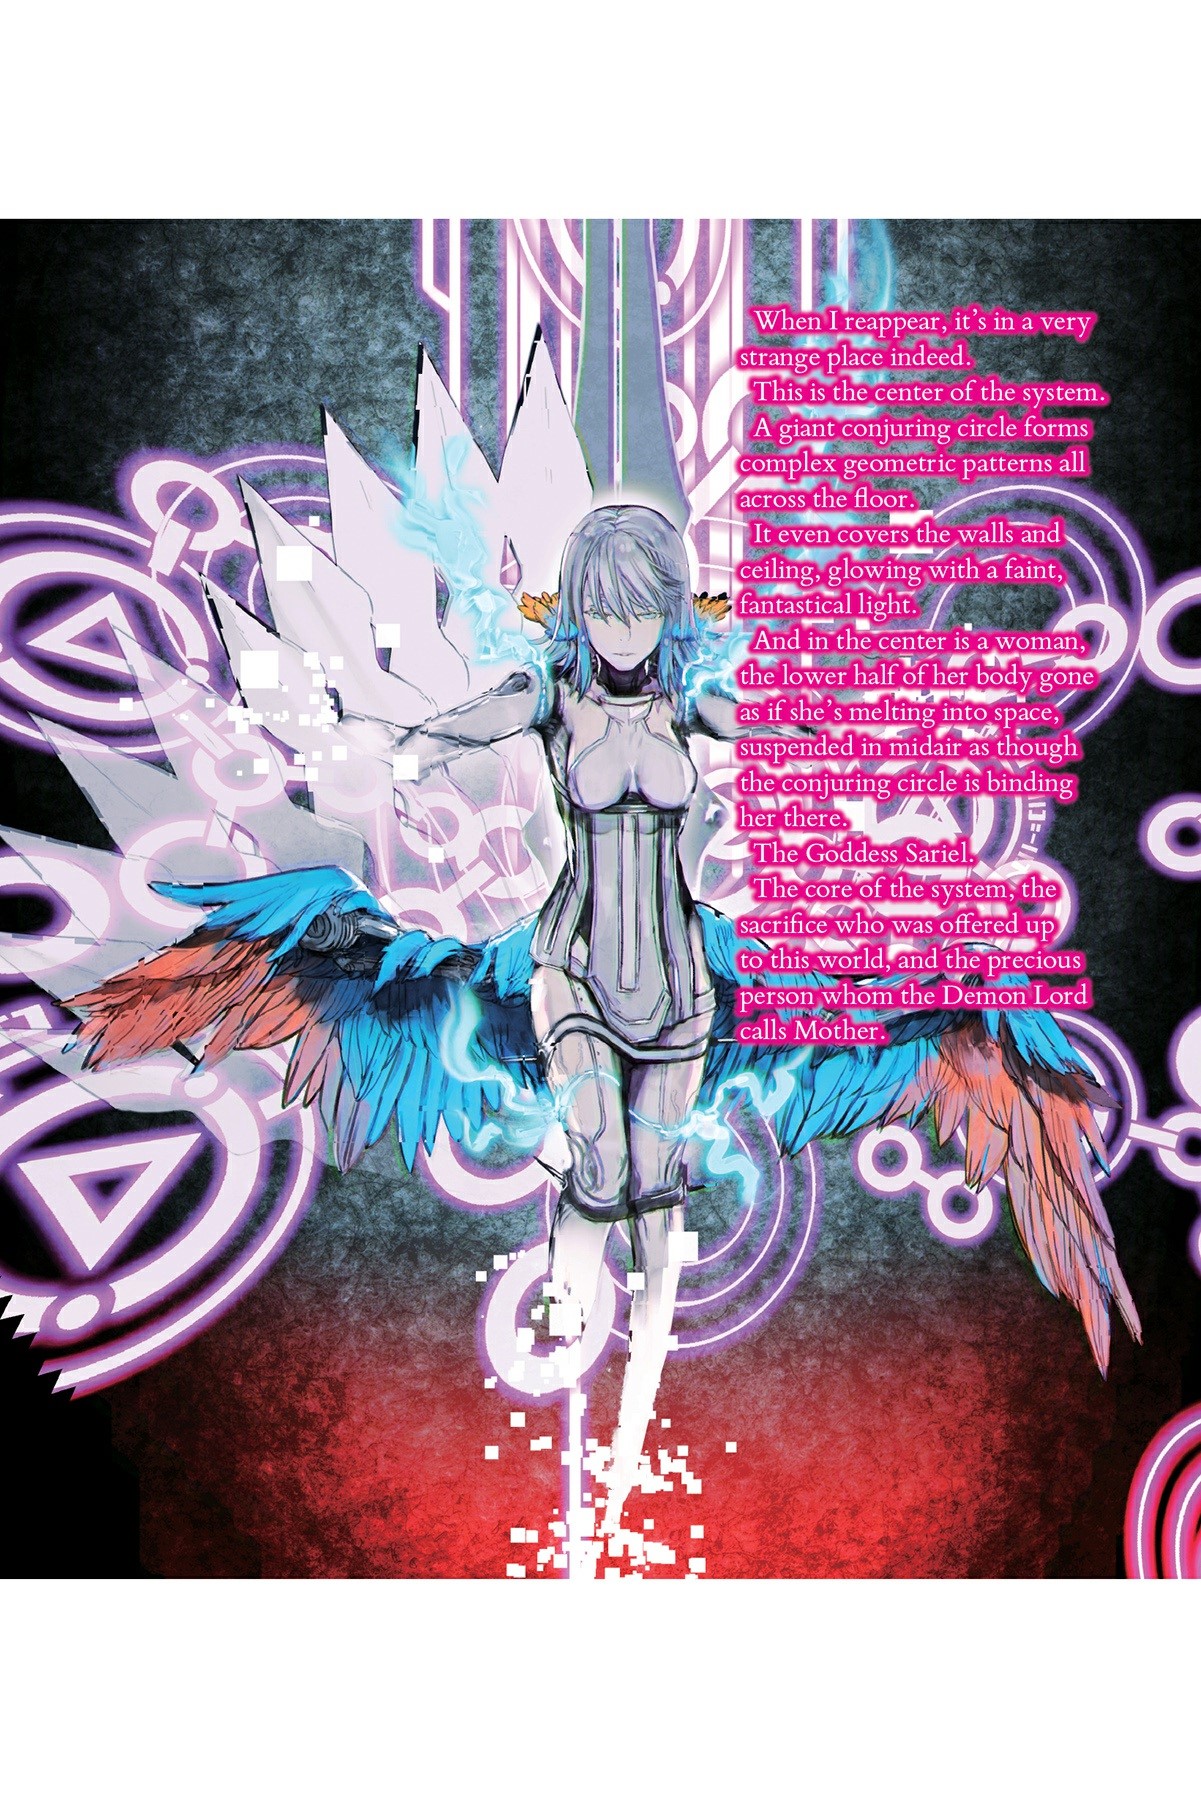 When I reappear, it's in a very
strange place indeed.
This is the center of the system.
A giant conjuring circle forms
complex geometric patterns all
across the floor.
It even covers the walls and
ceiling, glowing with a faint,
fantastical light.
And in the center is a woman,
the lower half of her body gone
as if she's melting into space,
suspended in midair as though
the conjuring circle is binding
her there.
The Goddess Sariel.
The core of the system, the
sacrifice who was offered up
to this world, and the precious
person whom the Demon Lord
calls Mother.